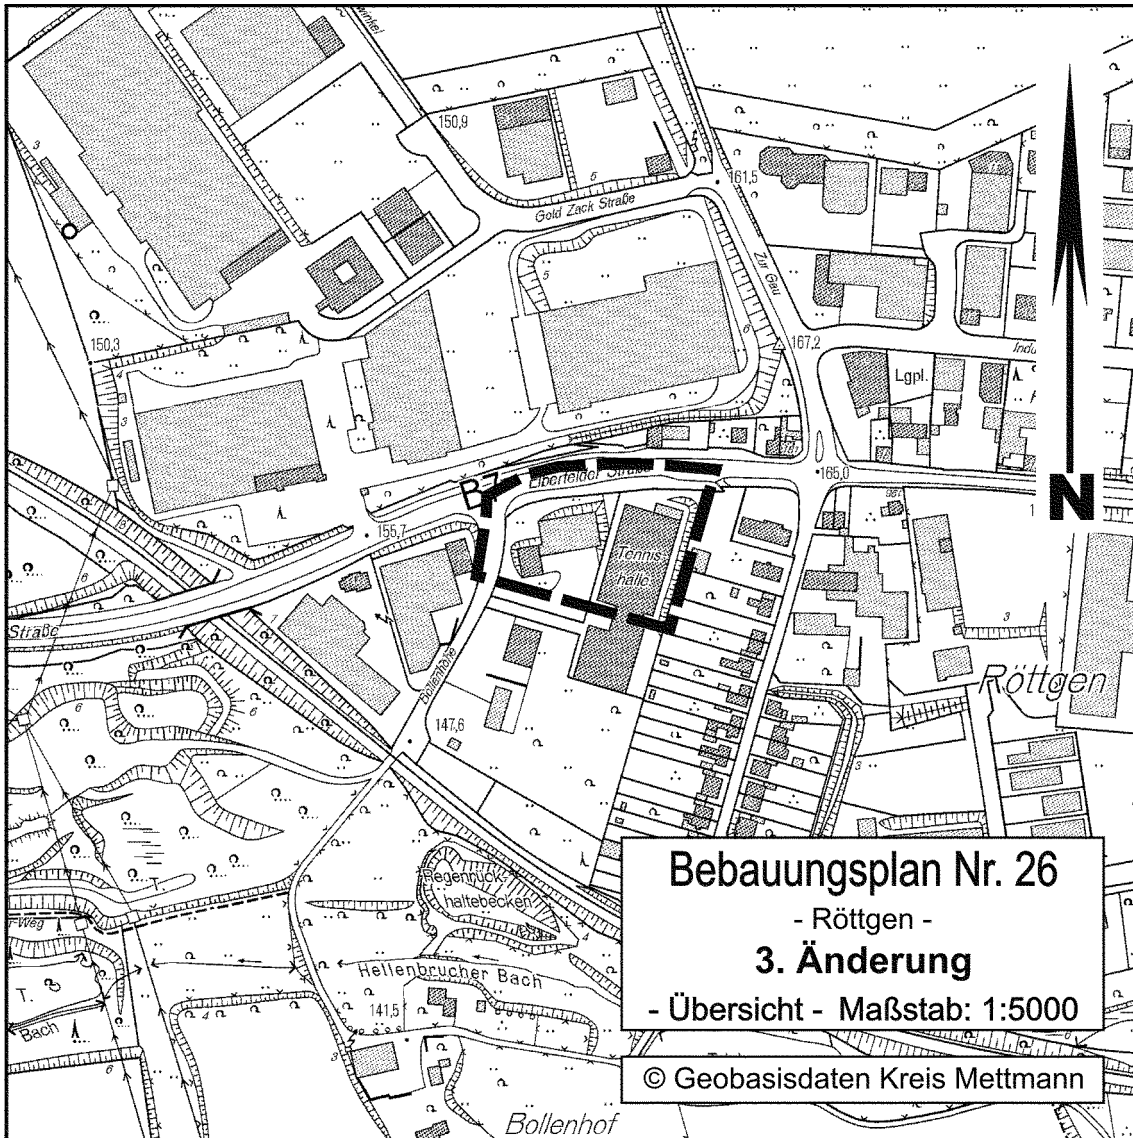 150,9
161,5
Gold Zack Straße
Zur Gau
150,3
167,2
Lgpl.
165,0
B7
Elberfelder Straße
155,7
Tennis
halle
N
Straße
Röttgen
147,6
Bollenhöhe
Regenrück-
haltebecken
Hellenbrucher Bach
141,5
T.
T.
Bach
Bollenhof
Bebauungsplan Nr. 26
- Röttgen -
3. Änderung
- Übersicht - Maßstab: 1:5000
© Geobasisdaten Kreis Mettmann